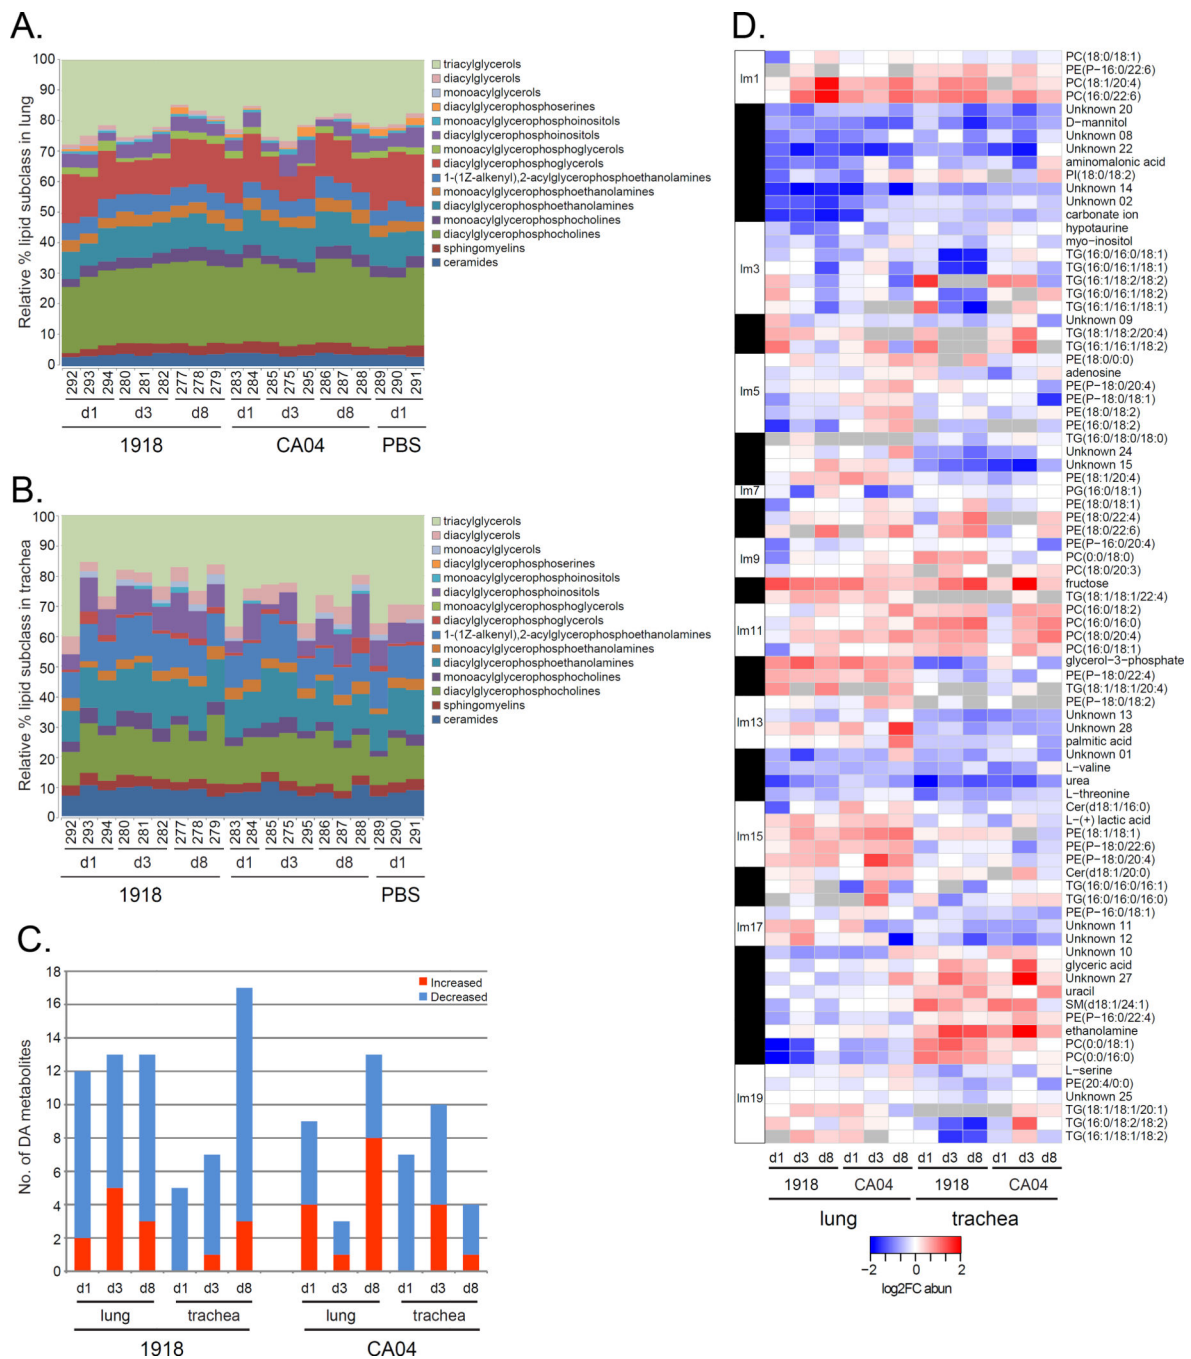 A.
Relative % lipid subclass in lung
100
90
80
70
60
50
40
30
20
10
0
triacylglycerols
diacylglycerols
monoacylglycerols
diacylglycerophosphoserines
monoacylglycerophosphoinositols
diacylglycerophosphoinositols
monoacylglycerophosphoglycerols
diacylglycerophosphoglycerols
1-(1Z-alkenyl),2-acylglycerophosphoethanolamines
monoacylglycerophosphoethanolamines
diacylglycerophosphoethanolamines
monoacylglycerophosphocholines
diacylglycerophosphocholines
sphingomyelins
ceramides
292 293 294 280 281 282 277 278 279 283 284 285 275 295 286 287 288 289 290 291
d1 d3 d8 d1 d3 d8 d1
1918 CA04 PBS
B.
Relative % lipid subclass in trachea
100
90
80
70
60
50
40
30
20
10
0
triacylglycerols
diacylglycerols
monoacylglycerols
diacylglycerophosphoserines
monoacylglycerophosphoinositols
diacylglycerophosphoinositols
monoacylglycerophosphoglycerols
diacylglycerophosphoglycerols
1-(1Z-alkenyl),2-acylglycerophosphoethanolamines
monoacylglycerophosphoethanolamines
diacylglycerophosphoethanolamines
monoacylglycerophosphocholines
diacylglycerophosphocholines
sphingomyelins
ceramides
292 293 294 280 281 282 277 278 279 283 284 285 275 295 286 287 288 289 290 291
d1 d3 d8 d1 d3 d8 d1
1918 PBS
C.
No. of DA metabolites
18
16
14
12
10
8
6
4
2
0
Increased
Decreased
d1 d3 d8 d1 d3 d8 d1 d3 d8 d1 d3 d8
lung trachea lung trachea
1918 CA04
D.
lm1
lm3
lm5
lm7
lm9
lm11
lm13
lm15
lm17
lm19
PC(18:0/18:1)
PE(P−16:0/22:6)
PC(18:1/20:4)
PC(16:0/22:6)
Unknown 20
D−mannitol
Unknown 08
Unknown 22
aminomalonic acid
PI(18:0/18:2)
Unknown 14
Unknown 02
carbonate ion
hypotaurine
myo−inositol
TG(16:0/16:0/18:1)
TG(16:0/16:1/18:1)
TG(16:1/18:2/18:2)
TG(16:0/16:1/18:2)
TG(16:1/16:1/18:1)
Unknown 09
TG(18:1/18:2/20:4)
TG(16:1/16:1/18:2)
PE(18:0/0:0)
adenosine
PE(P−18:0/20:4)
PE(P−18:0/18:1)
PE(18:0/18:2)
PE(16:0/18:2)
TG(16:0/18:0/18:0)
Unknown 24
Unknown 15
PE(18:1/20:4)
PG(16:0/18:1)
PE(18:0/18:1)
PE(18:0/22:4)
PE(18:0/22:6)
PE(P−16:0/20:4)
PC(0:0/18:0)
PC(18:0/20:3)
fructose
TG(18:1/18:1/22:4)
PC(16:0/18:2)
PC(16:0/16:0)
PC(18:0/20:4)
PC(16:0/18:1)
glycerol−3−phosphate
PE(P−18:0/22:4)
TG(18:1/18:1/20:4)
PE(P−18:0/18:2)
Unknown 13
Unknown 28
palmitic acid
Unknown 01
L−valine
urea
L−threonine
Cer(d18:1/16:0)
L−(+) lactic acid
PE(18:1/18:1)
PE(P−18:0/22:6)
PE(P−18:0/20:4)
Cer(d18:1/20:0)
TG(16:0/16:0/16:1)
TG(16:0/16:0/16:0)
PE(P−16:0/18:1)
Unknown 11
Unknown 12
Unknown 10
glyceric acid
Unknown 27
uracil
SM(d18:1/24:1)
PE(P−16:0/22:4)
ethanolamine
PC(0:0/18:1)
PC(0:0/16:0)
L−serine
PE(20:4/0:0)
Unknown 25
TG(18:1/18:1/20:1)
TG(16:0/18:2/18:2)
TG(16:1/18:1/18:2)
d1 d3 d8 d1 d3 d8 d1 d3 d8 d1 d3 d8
1918 CA04 1918 CA04
lung trachea
−2 0 2
log2FC abun